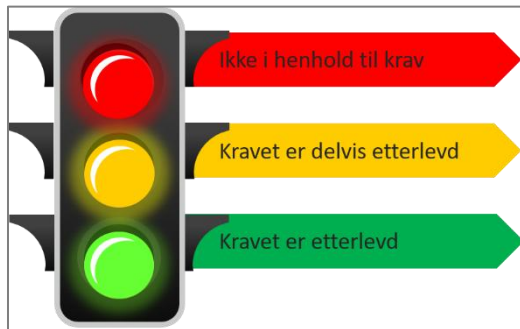 Ikke i henhold til krav
Kravet er delvis etterlevd
Kravet er etterlevd